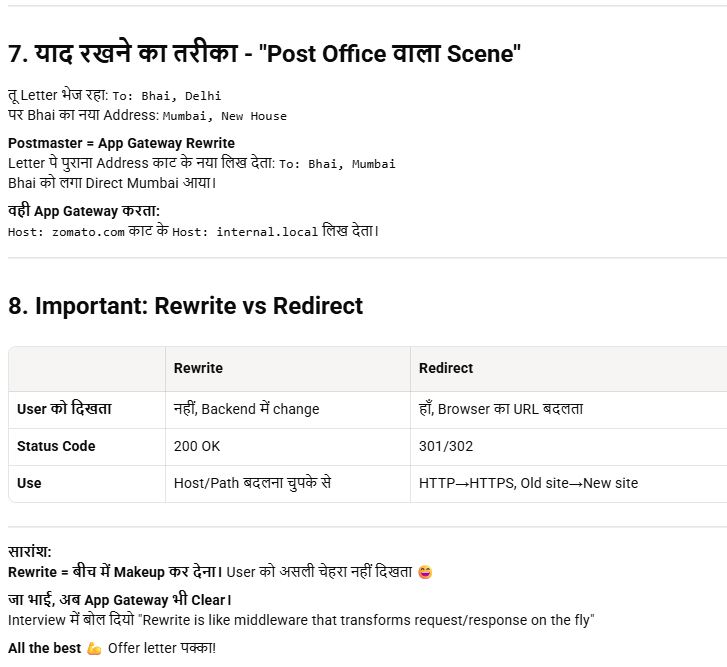 7. याद रखने का तरीका - "Post Office वाला Scene"
तू Letter भेज रहा: To: Bhai, Delhi
पर Bhai का नया Address: Mumbai, New House
Postmaster = App Gateway Rewrite
Letter पे पुराना Address काट के नया लिख देता: To: Bhai, Mumbai
Bhai को लगा Direct Mumbai आया।
वही App Gateway करता:
Host: zomato.com काट के Host: internal.local लिख देता।
8. Important: Rewrite vs Redirect
Rewrite Redirect
User को दिखता नहीं, Backend में change हाँ, Browser का URL बदलता
Status Code 200 OK 301/302
Use Host/Path बदलना चुपके से HTTP→HTTPS, Old site→New site
सारांश:
Rewrite = बीच में Makeup कर देना। User को असली चेहरा नहीं दिखता 😄
जा भाई, अब App Gateway भी Clear।
Interview में बोल दियो "Rewrite is like middleware that transforms request/response on the fly"
All the best 💪 Offer letter पक्का!